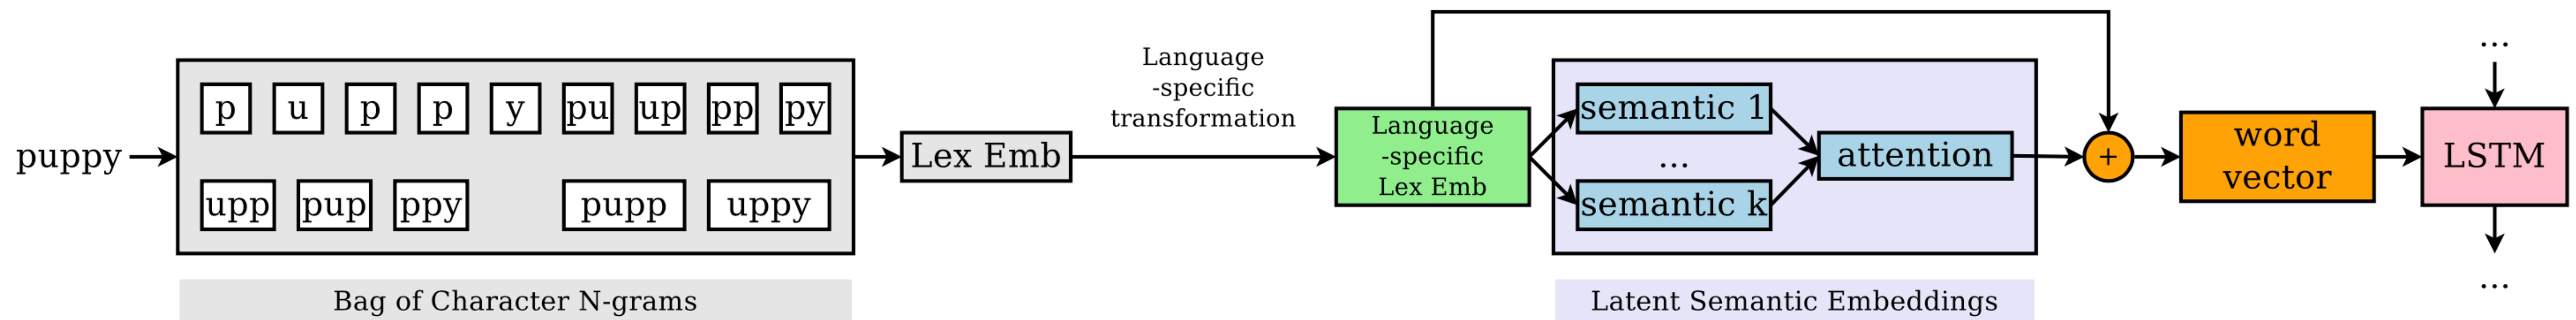 puppy
p u p p y pu up pp py
upp pup ppy pupp uppy
Bag of Character N-grams
Lex Emb
Language
-specific
transformation
Language
-specific
Lex Emb
semantic 1
...
semantic k
attention
Latent Semantic Embeddings
+
word
vector
...
LSTM
...